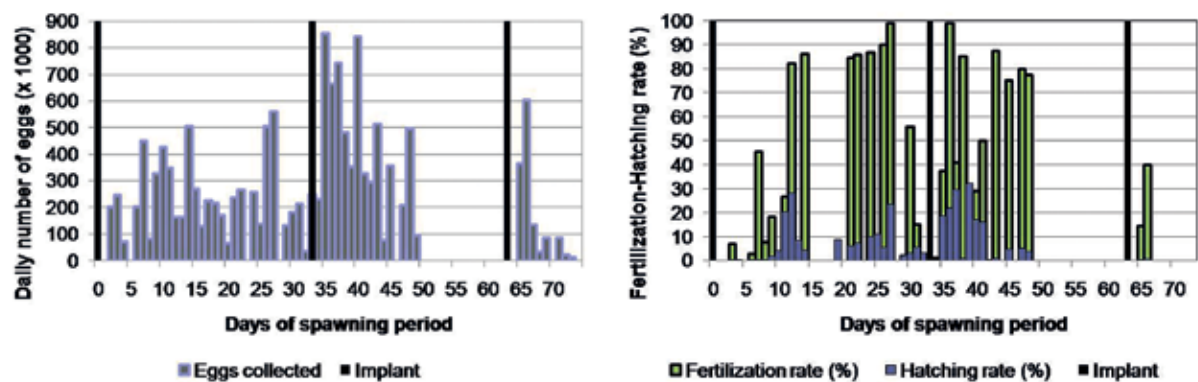 Daily number of eggs (x 1000)
900
800
700
600
500
400
300
200
100
0
0 5 10 15 20 25 30 35 40 45 50 55 60 65 70
Days of spawning period
Eggs collected Implant
Fertilization-Hatching rate (%)
100
90
80
70
60
50
40
30
20
10
0
0 5 10 15 20 25 30 35 40 45 50 55 60 65 70
Days of spawning period
Fertilization rate (%) Hatching rate (%) Implant